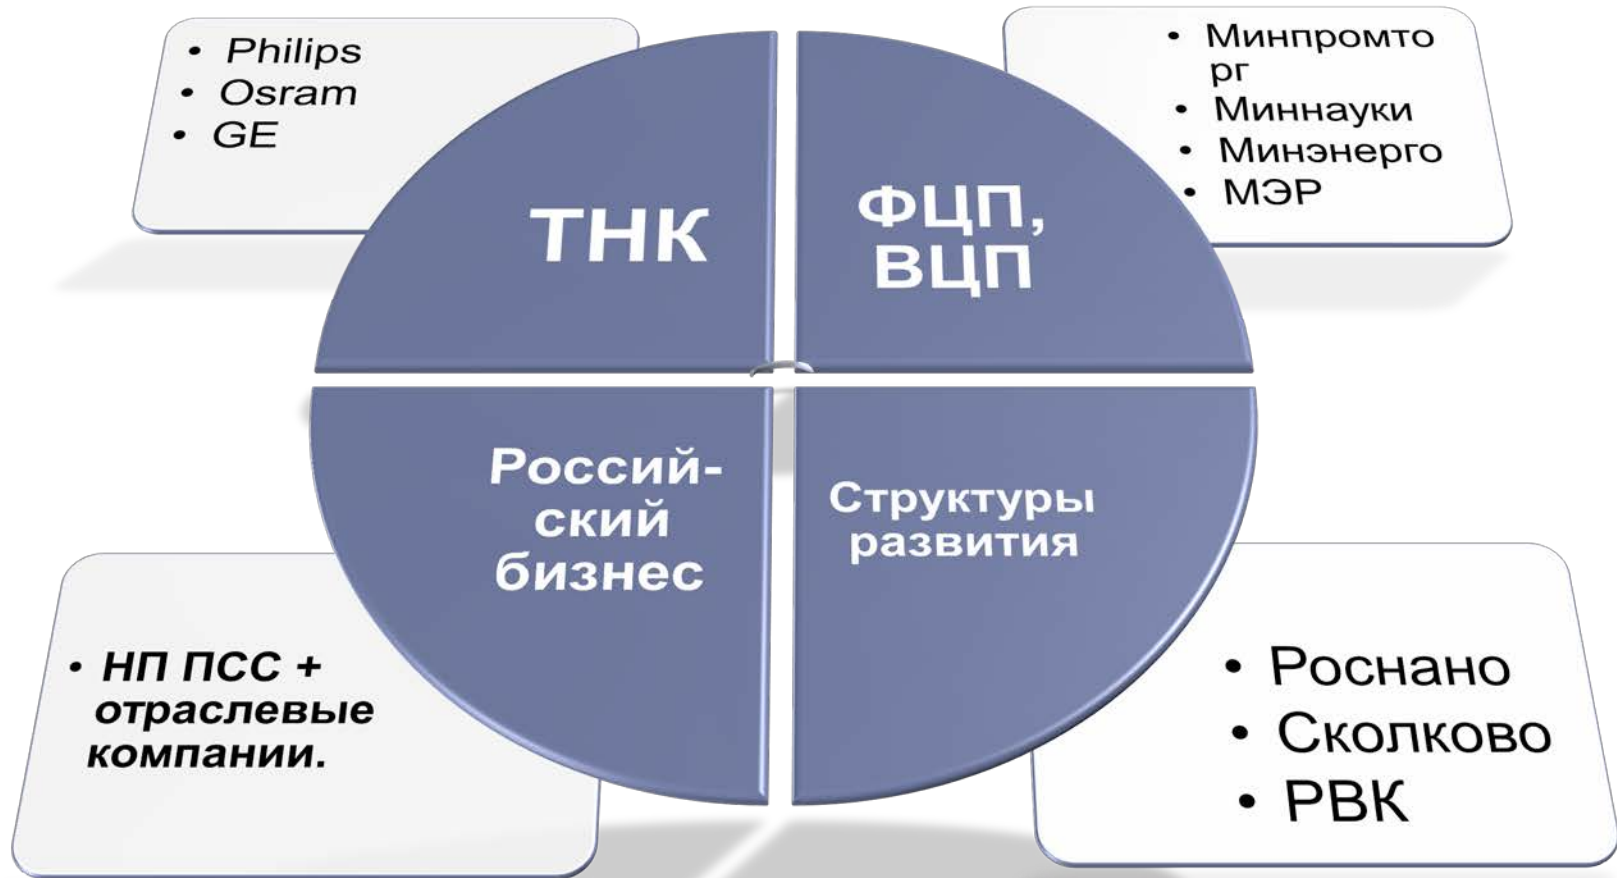 • Philips
• Osram
• GE
ТНК
ФЦП,
ВЦП
• Минпромто
рг
• Миннауки
• Минэнерго
• МЭР
Россий-
ский
бизнес
• НП ПСС +
отраслевые
компании.
Структуры
развития
• Роснано
• Сколково
• РВК